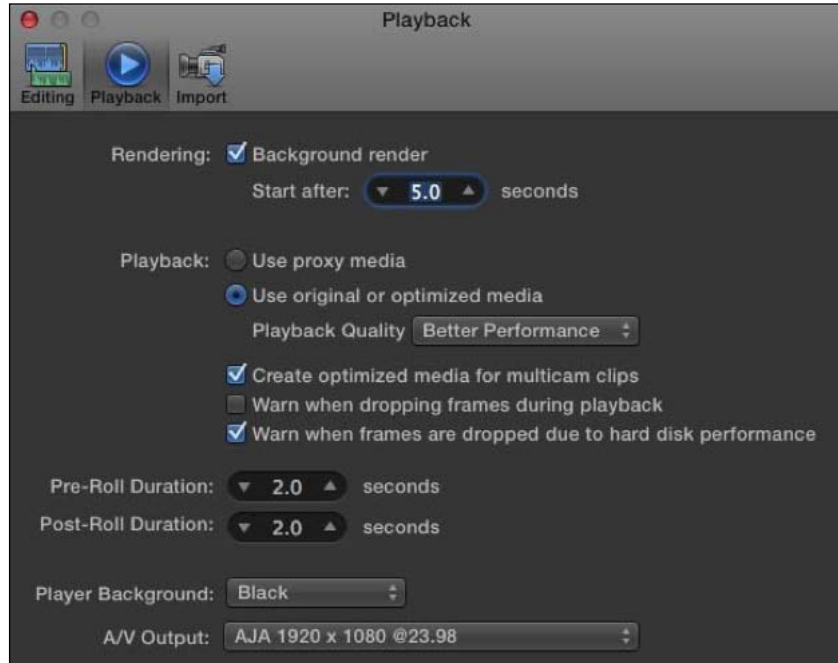 Playback
Editing Playback Import
Rendering: Background render
Start after: 5.0 seconds
Playback: Use proxy media
Use original or optimized media
Playback Quality Better Performance
Create optimized media for multicam clips
Warn when dropping frames during playback
Warn when frames are dropped due to hard disk performance
Pre-Roll Duration: 2.0 seconds
Post-Roll Duration: 2.0 seconds
Player Background: Black
A/V Output: AJA 1920 x 1080 @23.98